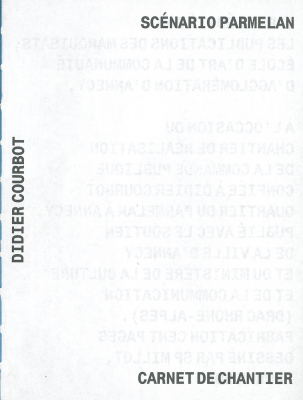 SCÉNARIO PARMELAN
DIDIER COURBOT
LES PUBLICATIONS DES MARQUISATS,
ÉCOLE D'ART DE LA COMMUNAUTÉ
D'AGGLOMÉRATION D'ANNECY,
À L'OCCASION DU
CHANTIER DE RÉALISATION
DE LA COMMANDE PUBLIQUE
CONFIÉE À DIDIER COURBOT
QUARTIER DU PARMELAN À ANNECY.
PUBLIÉ AVEC LE SOUTIEN
DE LA VILLE D'ANNECY
ET DU MINISTÈRE DE LA CULTURE
ET DE LA COMMUNICATION
(DRAC RHÔNE-ALPES).
FABRICATION CENT PAGES
DESSINÉ PAR SP MILLOT.
CARNET DE CHANTIER